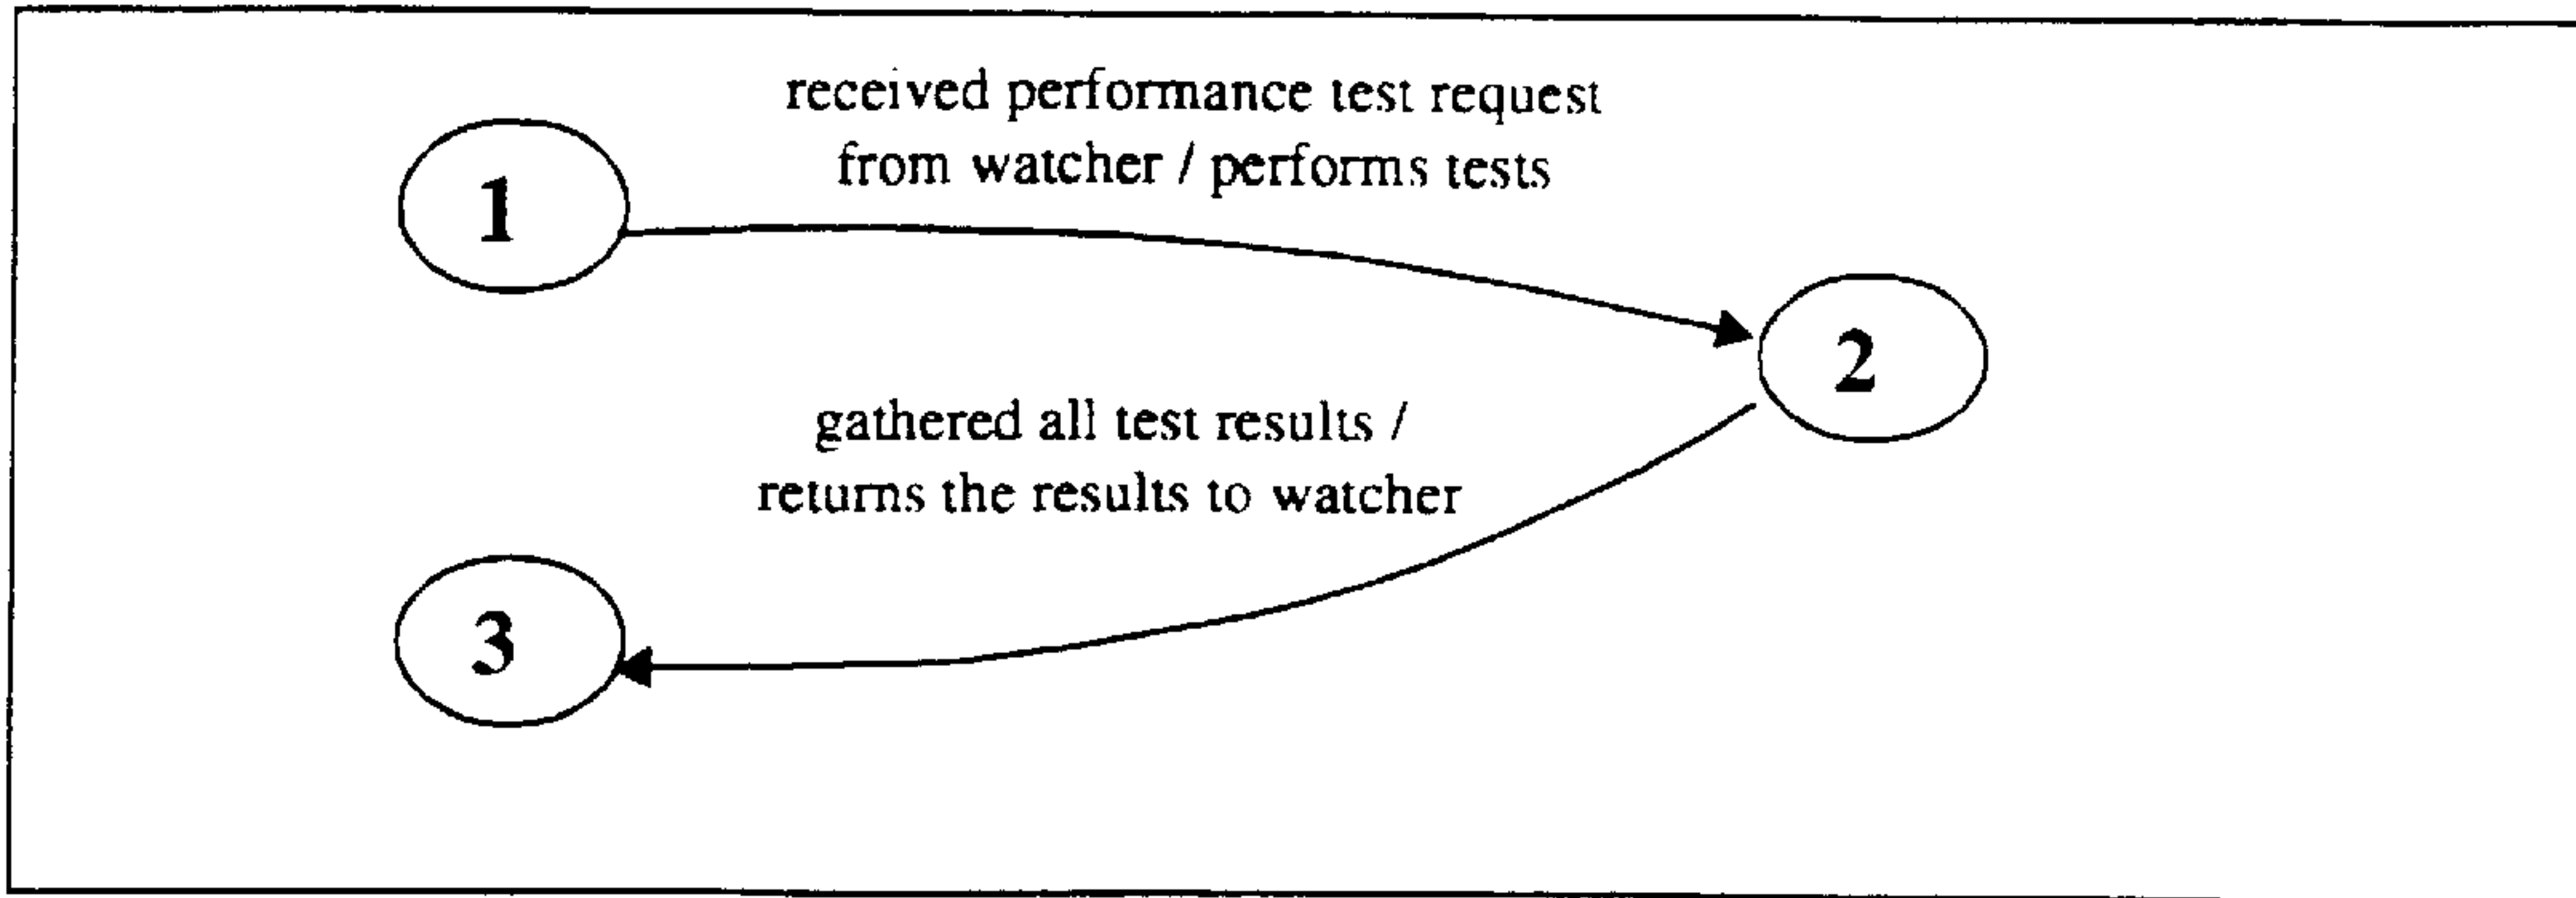 received performance test request
from watcher / performs tests
1
2
gathered all test results /
returns the results to watcher
3